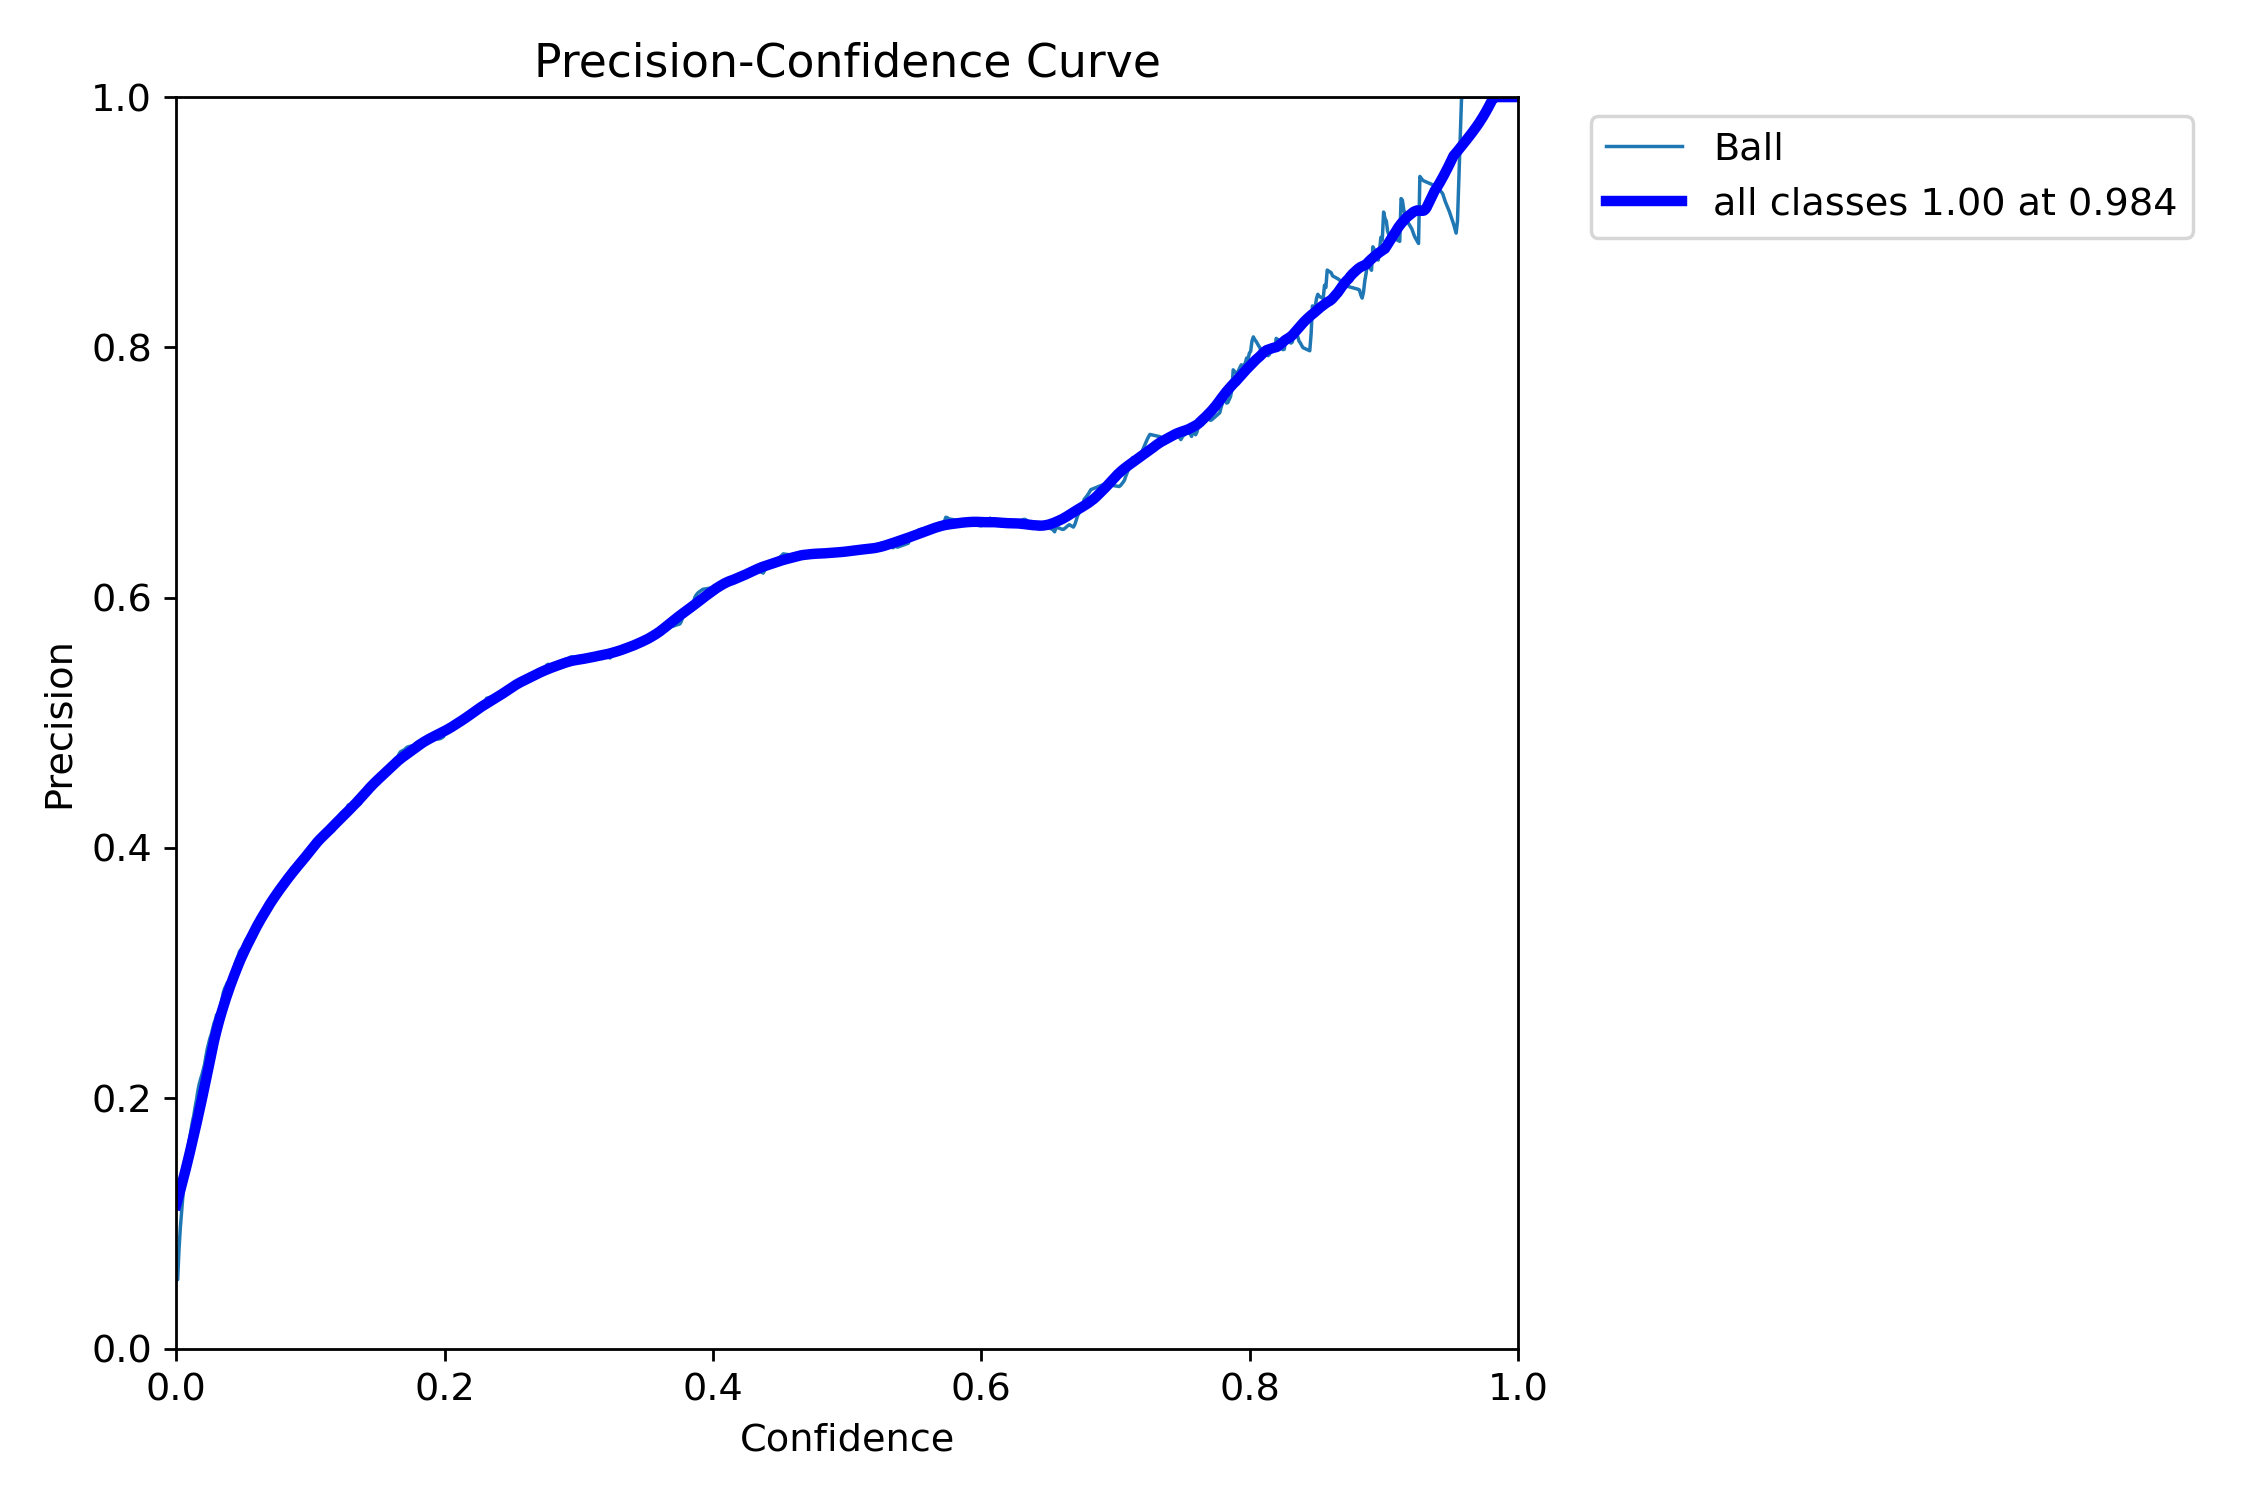 Precision-Confidence Curve
1.0
0.8
0.6
0.4
0.2
0.0
Precision
0.0 0.2 0.4 0.6 0.8 1.0
Confidence
Ball
all classes 1.00 at 0.984